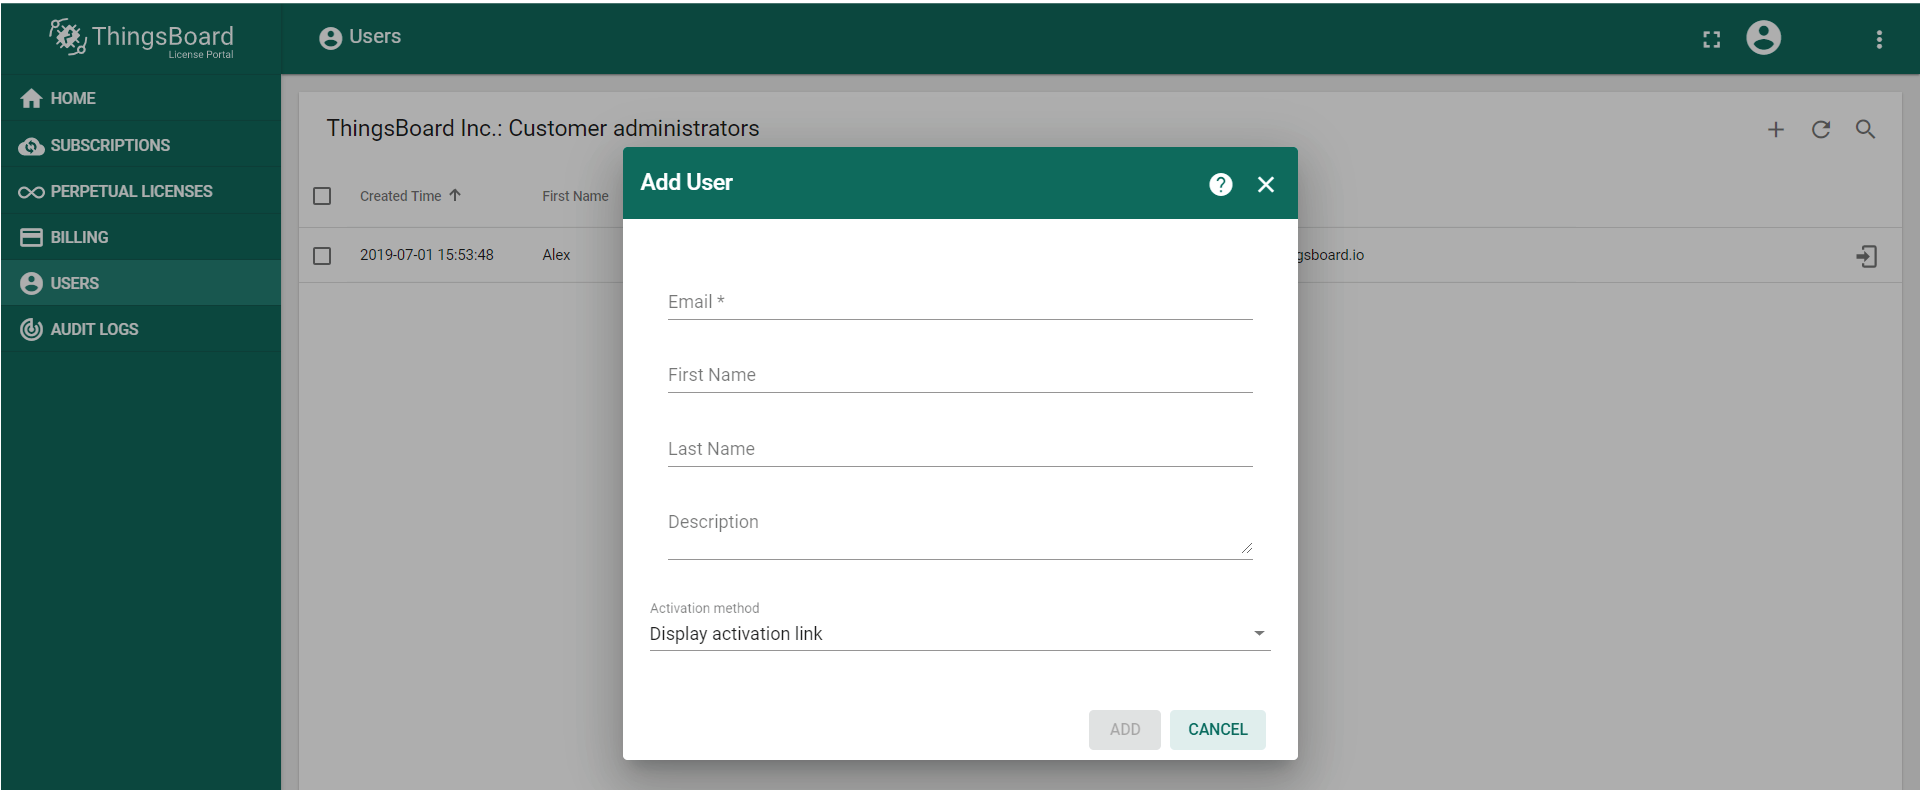 ThingsBoard
License Portal
Users
HOME
SUBSCRIPTIONS
PERPETUAL LICENSES
BILLING
USERS
AUDIT LOGS
ThingsBoard Inc.: Customer administrators
Created Time First Name
2019-07-01 15:53:48 Alex gsboard.io
Add User
Email *
First Name
Last Name
Description
Activation method
Display activation link
ADD CANCEL